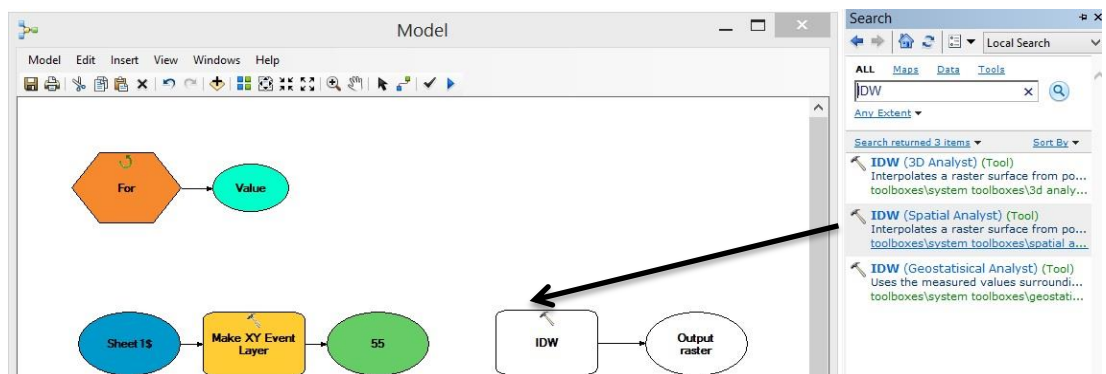 Model
Model Edit Insert View Windows Help
For
Value
Sheet1$
Make XY Event
Layer
55
IDW
Output
raster
Search
Local Search
ALL Maps Data Tools
IDW
Any Extent
Search returned 3 items Sort By
IDW (3D Analyst) (Tool)
Interpolates a raster surface from po...
toolboxes\system toolboxes\3d analy...
IDW (Spatial Analyst) (Tool)
Interpolates a raster surface from po...
toolboxes\system toolboxes\spatial a...
IDW (Geostatisical Analyst) (Tool)
Uses the measured values surroundi...
toolboxes\system toolboxes\geostati...